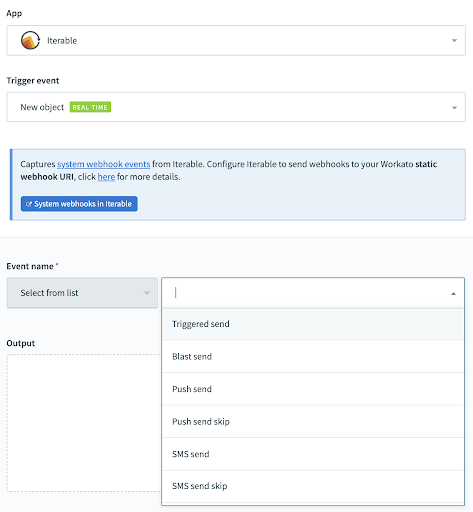 App
Iterable
Trigger event
New object REAL TIME
Captures system webhook events from Iterable. Configure Iterable to send webhooks to your Workato static
webhook URI, click here for more details.
System webhooks in Iterable
Event name *
Select from list
Triggered send
Blast send
Push send
Push send skip
SMS send
SMS send skip
Output